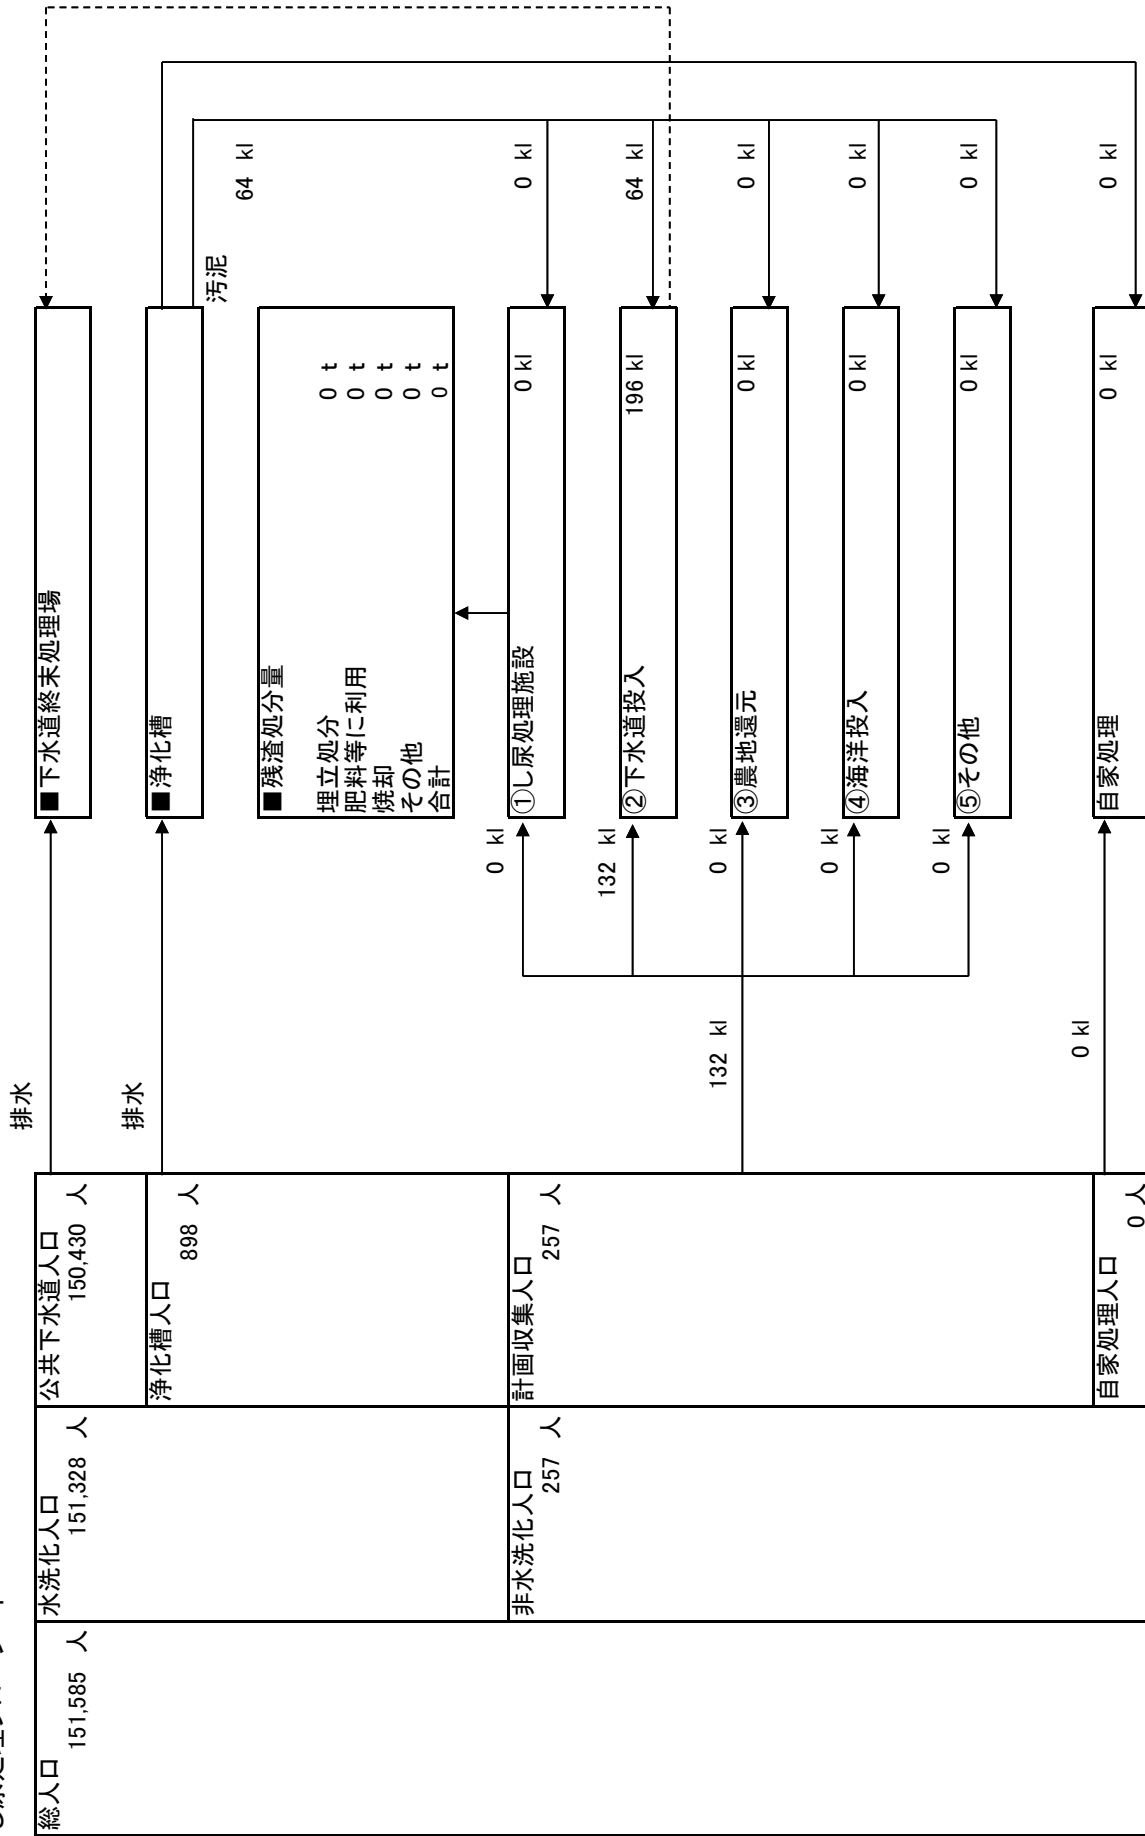 総人口
151,585 人
水洗化人口
151,328 人
公共下水道人口
150,430 人
排水
■下水道終末処理場
浄化槽人口
898 人
排水
■浄化槽
汚泥
64 kl
■残渣処分量
埋立処分 0 t
肥料等に利用 0 t
焼却 0 t
その他 0 t
合計 0 t
非水洗化人口
257 人
計画収集人口
257 人
132 kl
0 kl
①し尿処理施設 0 kl
0 kl
132 kl
②下水道投入 196 kl
64 kl
0 kl
③農地還元 0 kl
0 kl
0 kl
④海洋投入 0 kl
0 kl
0 kl
⑤その他 0 kl
0 kl
自家処理人口
0 人
0 kl
自家処理 0 kl
0 kl